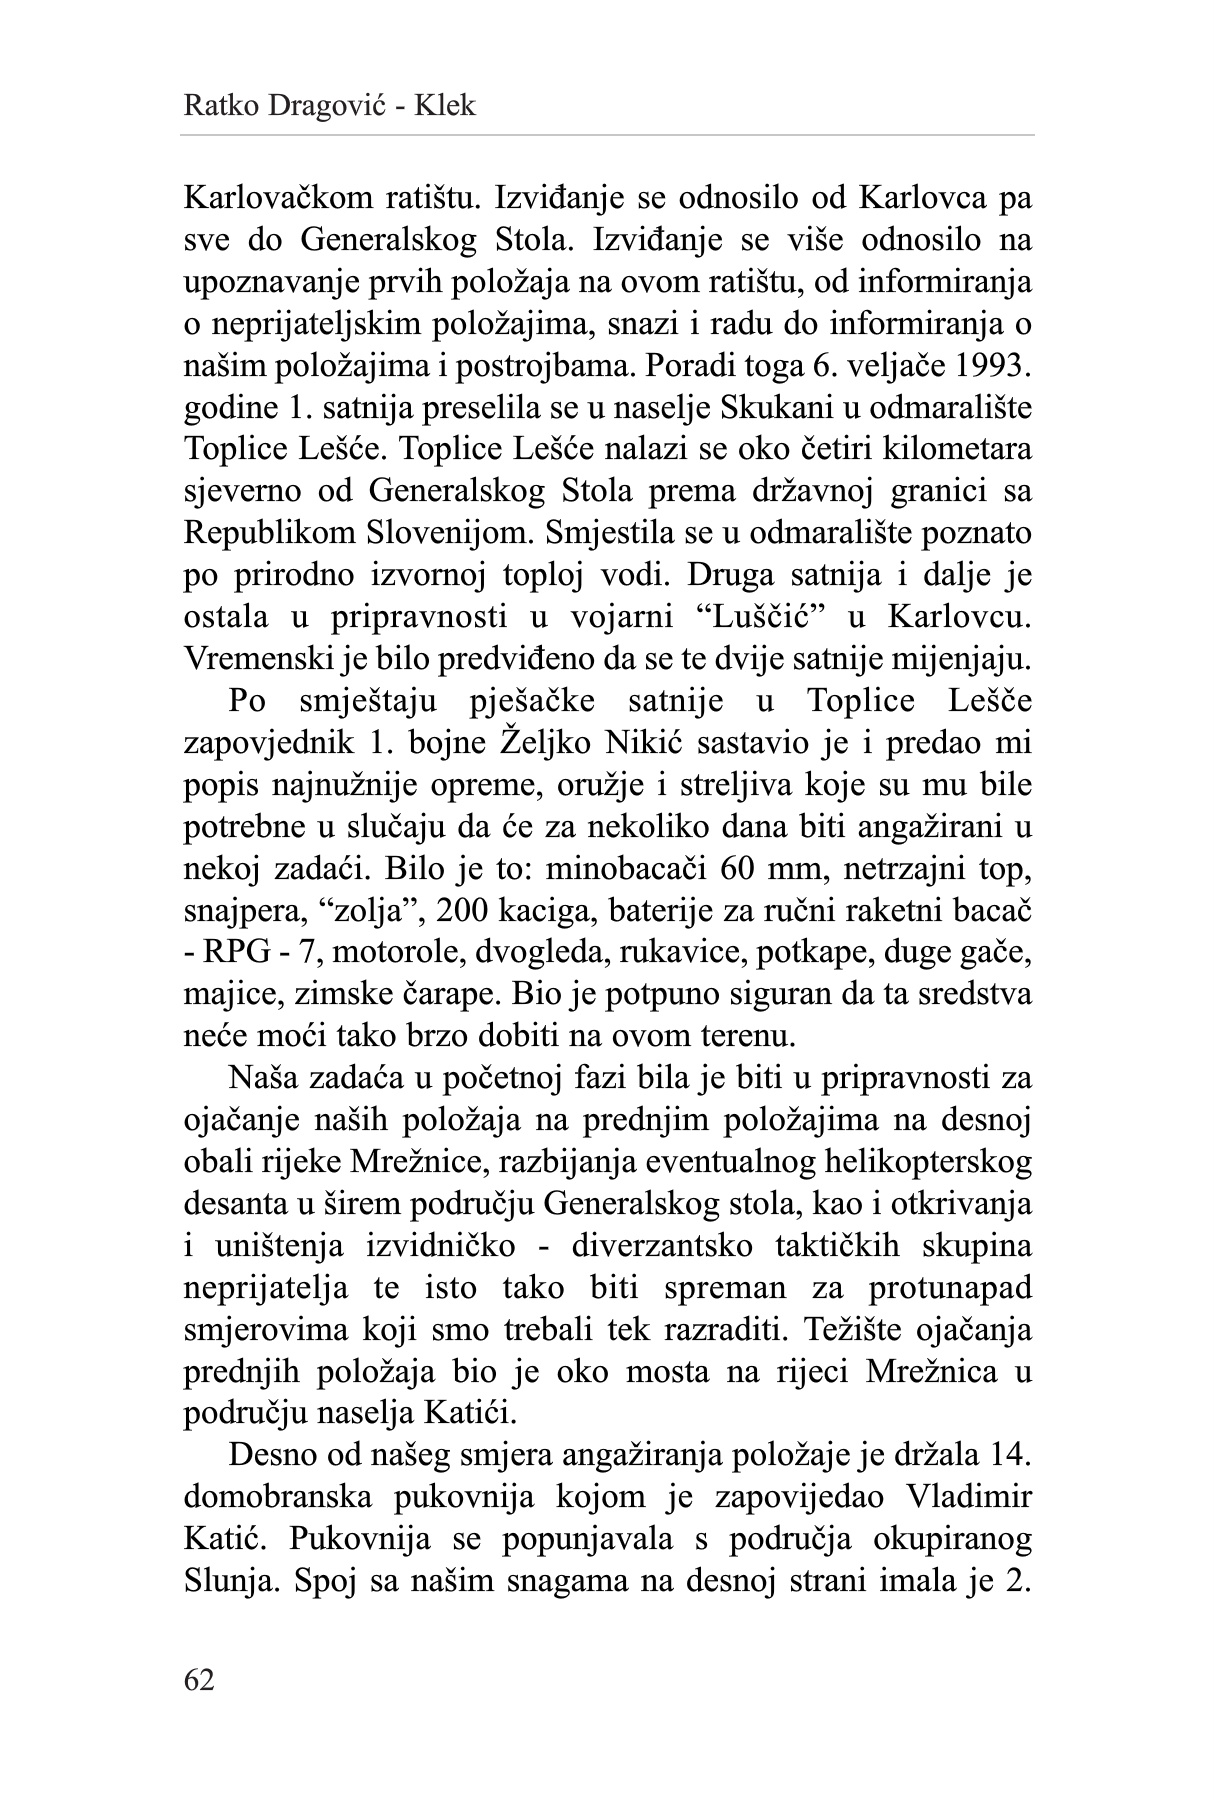 Ratko Dragović - Klek
Karlovačkom ratištu. Izviđanje se odnosilo od Karlovca pa
sve do Generalskog Stola. Izviđanje se više odnosilo na
upoznavanje prvih položaja na ovom ratištu, od informiranja
o neprijateljskim položajima, snazi i radu do informiranja o
našim položajima i postrojbama. Poradi toga 6. veljače 1993.
godine 1. satnija preselila se u naselje Skukani u odmaralište
Toplice Lešće. Toplice Lešće nalazi se oko četiri kilometara
sjeverno od Generalskog Stola prema državnoj granici sa
Republikom Slovenijom. Smjestila se u odmaralište poznato
po prirodno izvornoj toploj vodi. Druga satnija i dalje je
ostala u pripravnosti u vojarni “Luščić” u Karlovcu.
Vremenski je bilo predviđeno da se te dvije satnije mijenjaju.
Po smještaju pješačke satnije u Toplice Lešče
zapovjednik 1. bojne Željko Nikić sastavio je i predao mi
popis najnužnije opreme, oružje i streljiva koje su mu bile
potrebne u slučaju da će za nekoliko dana biti angažirani u
nekoj zadaći. Bilo je to: minobacači 60 mm, netrzajni top,
snajpera, “zolja”, 200 kaciga, baterije za ručni raketni bacač
- RPG - 7, motorole, dvogleda, rukavice, potkape, duge gače,
majice, zimske čarape. Bio je potpuno siguran da ta sredstva
neće moći tako brzo dobiti na ovom terenu.
Naša zadaća u početnoj fazi bila je biti u pripravnosti za
ojačanje naših položaja na prednjim položajima na desnoj
obali rijeke Mrežnice, razbijanja eventualnog helikopterskog
desanta u širem području Generalskog stola, kao i otkrivanja
i uništenja izvidničko - diverzantsko taktičkih skupina
neprijatelja te isto tako biti spreman za protunapad
smjerovima koji smo trebali tek razraditi. Težište ojačanja
prednjih položaja bio je oko mosta na rijeci Mrežnica u
području naselja Katići.
Desno od našeg smjera angažiranja položaje je držala 14.
domobranska pukovnija kojom je zapovijedao Vladimir
Katić. Pukovnija se popunjavala s područja okupiranog
Slunja. Spoj sa našim snagama na desnoj strani imala je 2.
62